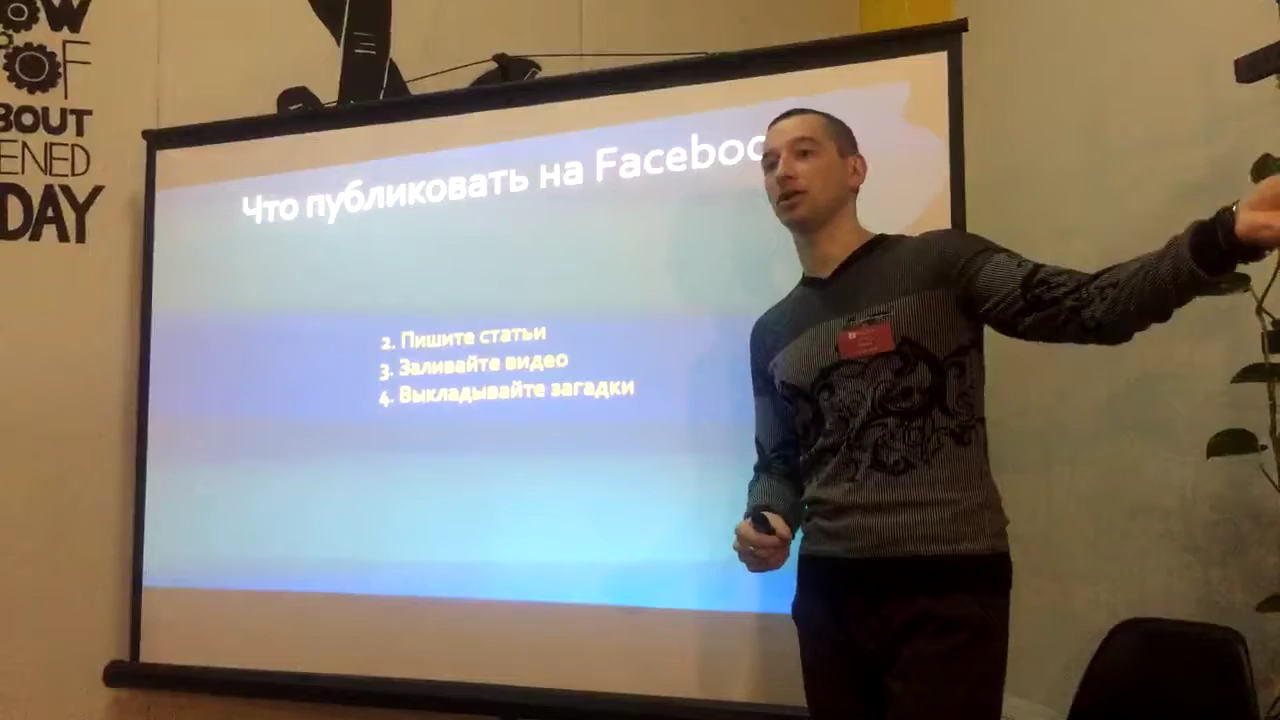 OW
OF
BOUT
ENED
DAY
Что публиковать на Faceboo
2. Пишите статьи
3. Заливайте видео
4. Выкладывайте загадки